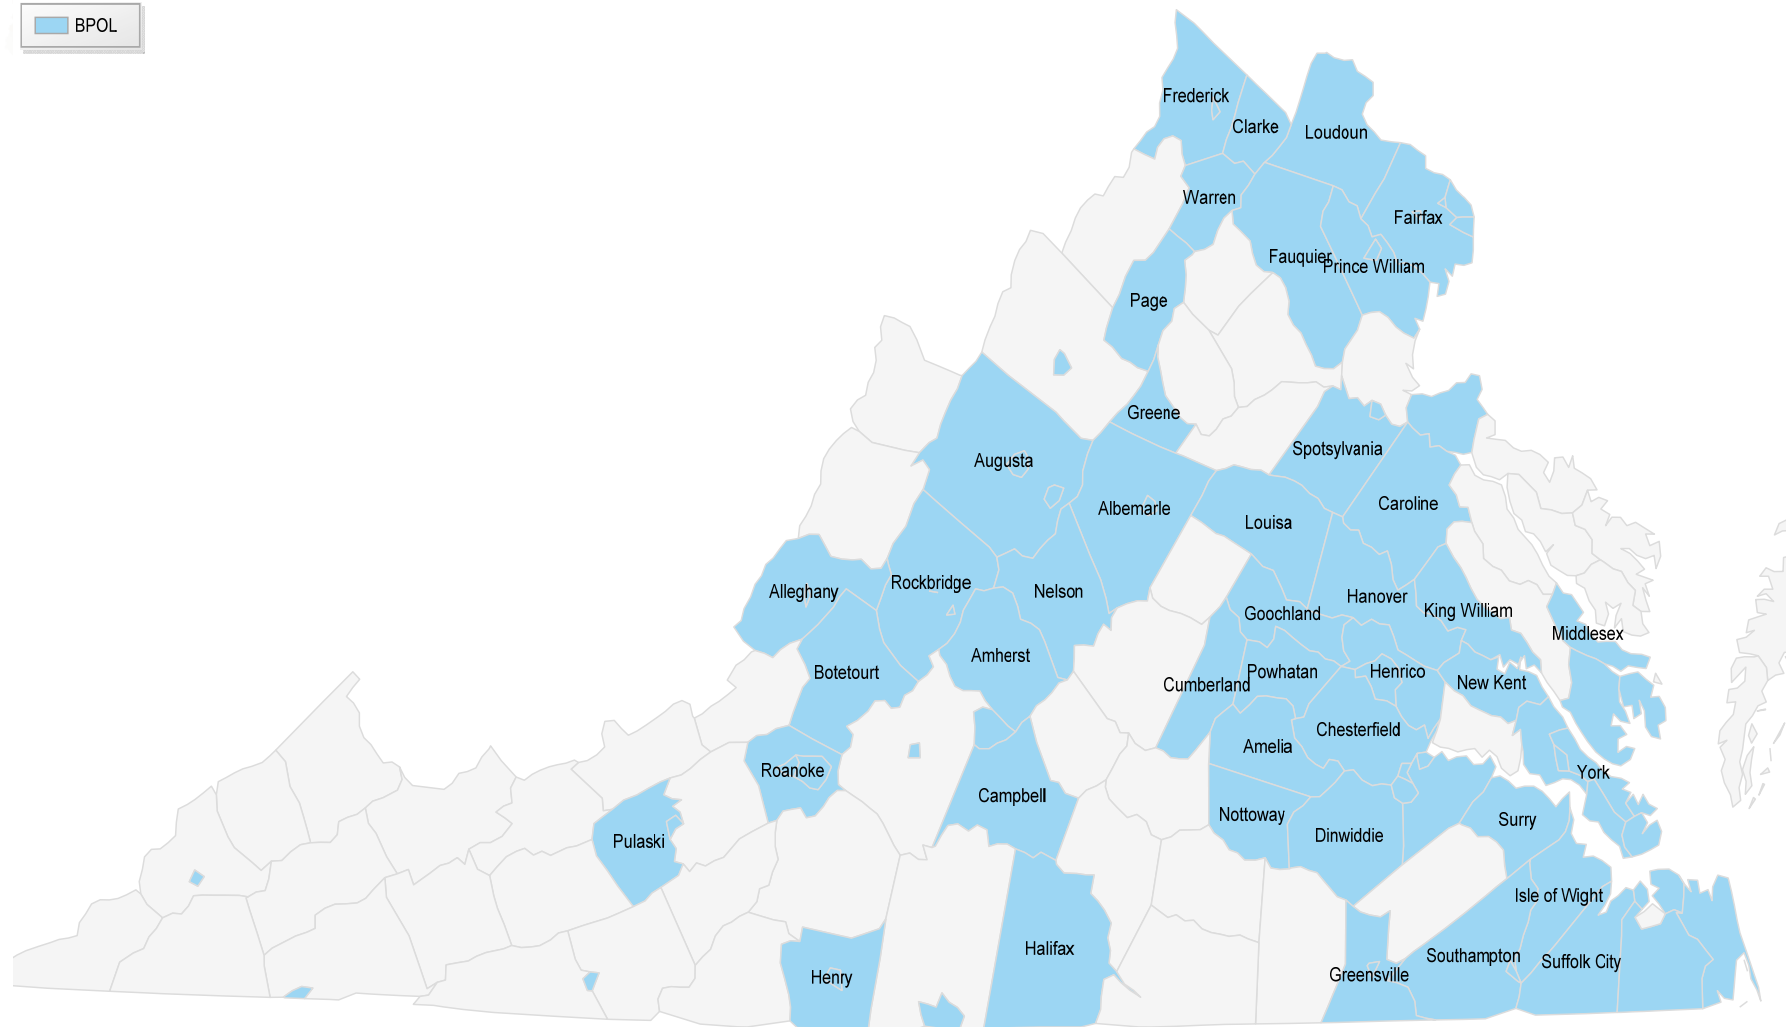 BPOL
Frederick
Clarke
Loudoun
Warren
Fairfax
Fauquier
Prince William
Page
Greene
Spotsylvania
Augusta
Albemarle
Caroline
Louisa
Alleghany
Rockbridge
Nelson
Goochland
Hanover
King William
Middlesex
Amherst
Botetourt
Cumberland
Powhatan
Henrico
New Kent
Chesterfield
Amelia
Roanoke
York
Campbell
Nottoway
Surry
Pulaski
Dinwiddie
Isle of Wight
Halifax
Southampton
Suffolk City
Henry
Greensville